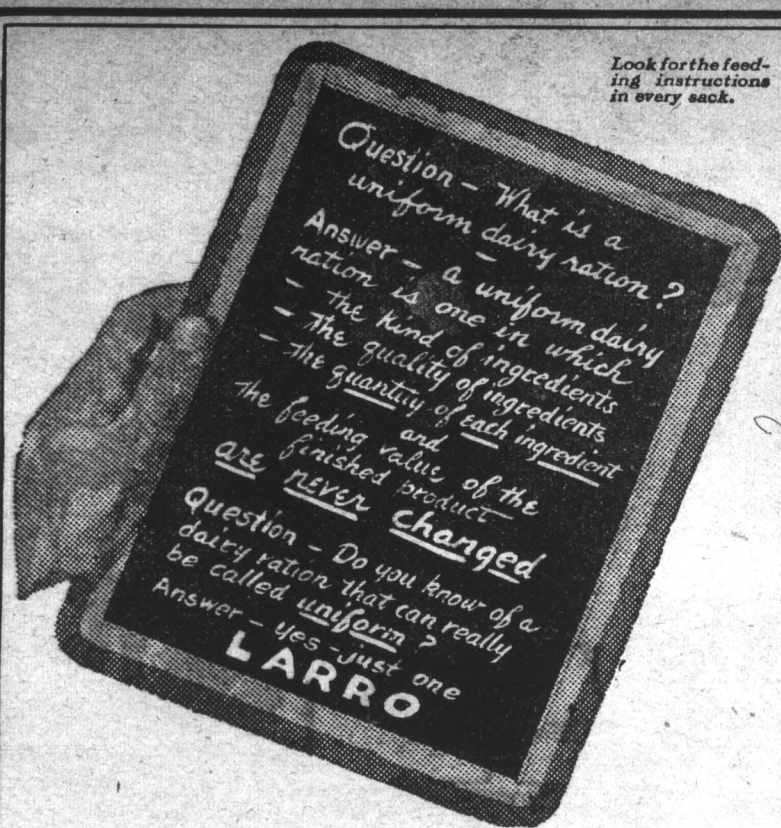 Look for the feed-
ing instructions
in every sack.
Question – What is a
uniform dairy ration?
Answer – a uniform dairy
ration is one in which
– the kind of ingredients
– The quality of ingredients
– The quantity of each ingredient
and
The feeding value of the
finished product
are never changed
Question – Do you know of a
dairy ration that can really
be called uniform?
Answer – yes – just one
LARRO